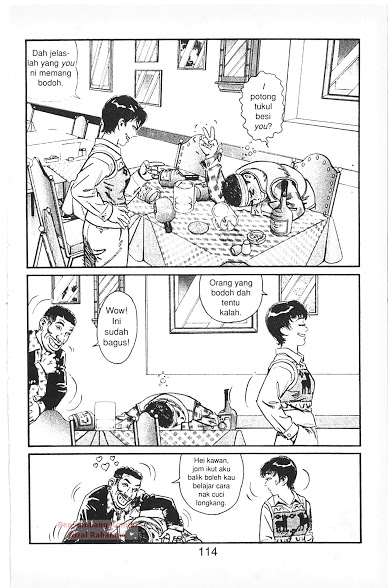 Dah jelas-
lah yang you
ni memang
bodoh.
I
potong
tukul
besi
you?
Wow!
Ini
sudah
bagus!
Orang yang
bodoh dah
tentu
kalah.
Hei kawan,
jom ikut aku
balik boleh kau
belajar cara
nak cuci
longkang.
114